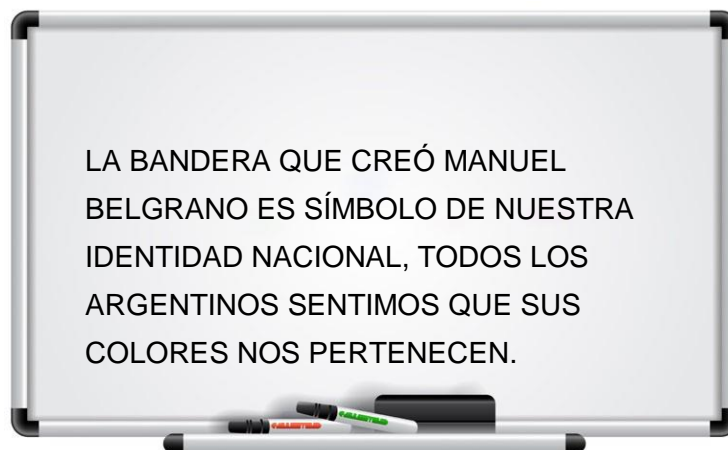 LA BANDERA QUE CREÓ MANUEL
BELGRANO ES SÍMBOLO DE NUESTRA
IDENTIDAD NACIONAL, TODOS LOS
ARGENTINOS SENTIMOS QUE SUS
COLORES NOS PERTENECEN.